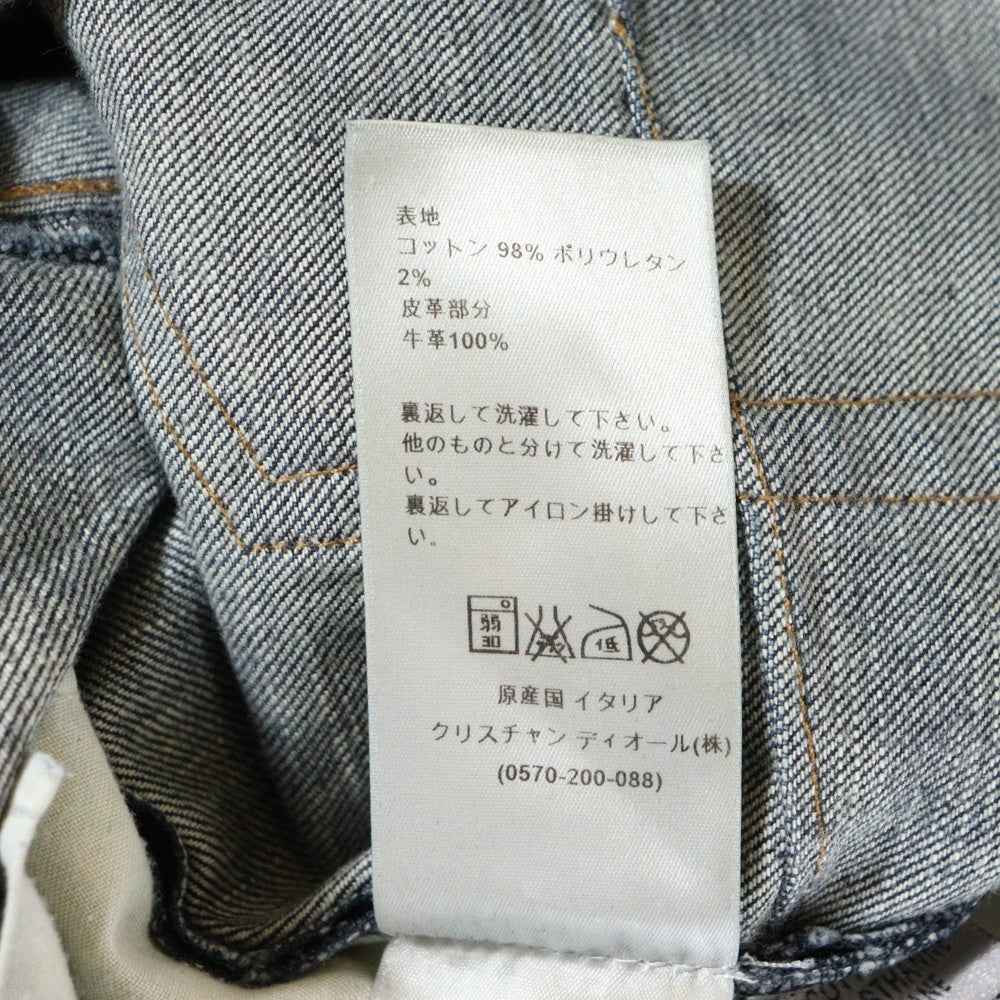 表地
コットン 98% ポリウレタン
2%
皮革部分
牛革100%
裏返して洗濯して下さい。
他のものと分けて洗濯して下さ
い。
裏返してアイロン掛けして下さ
い。
弱
30
低
原産国 イタリア
クリスチャン ディオール(株)
(0570-200-088)